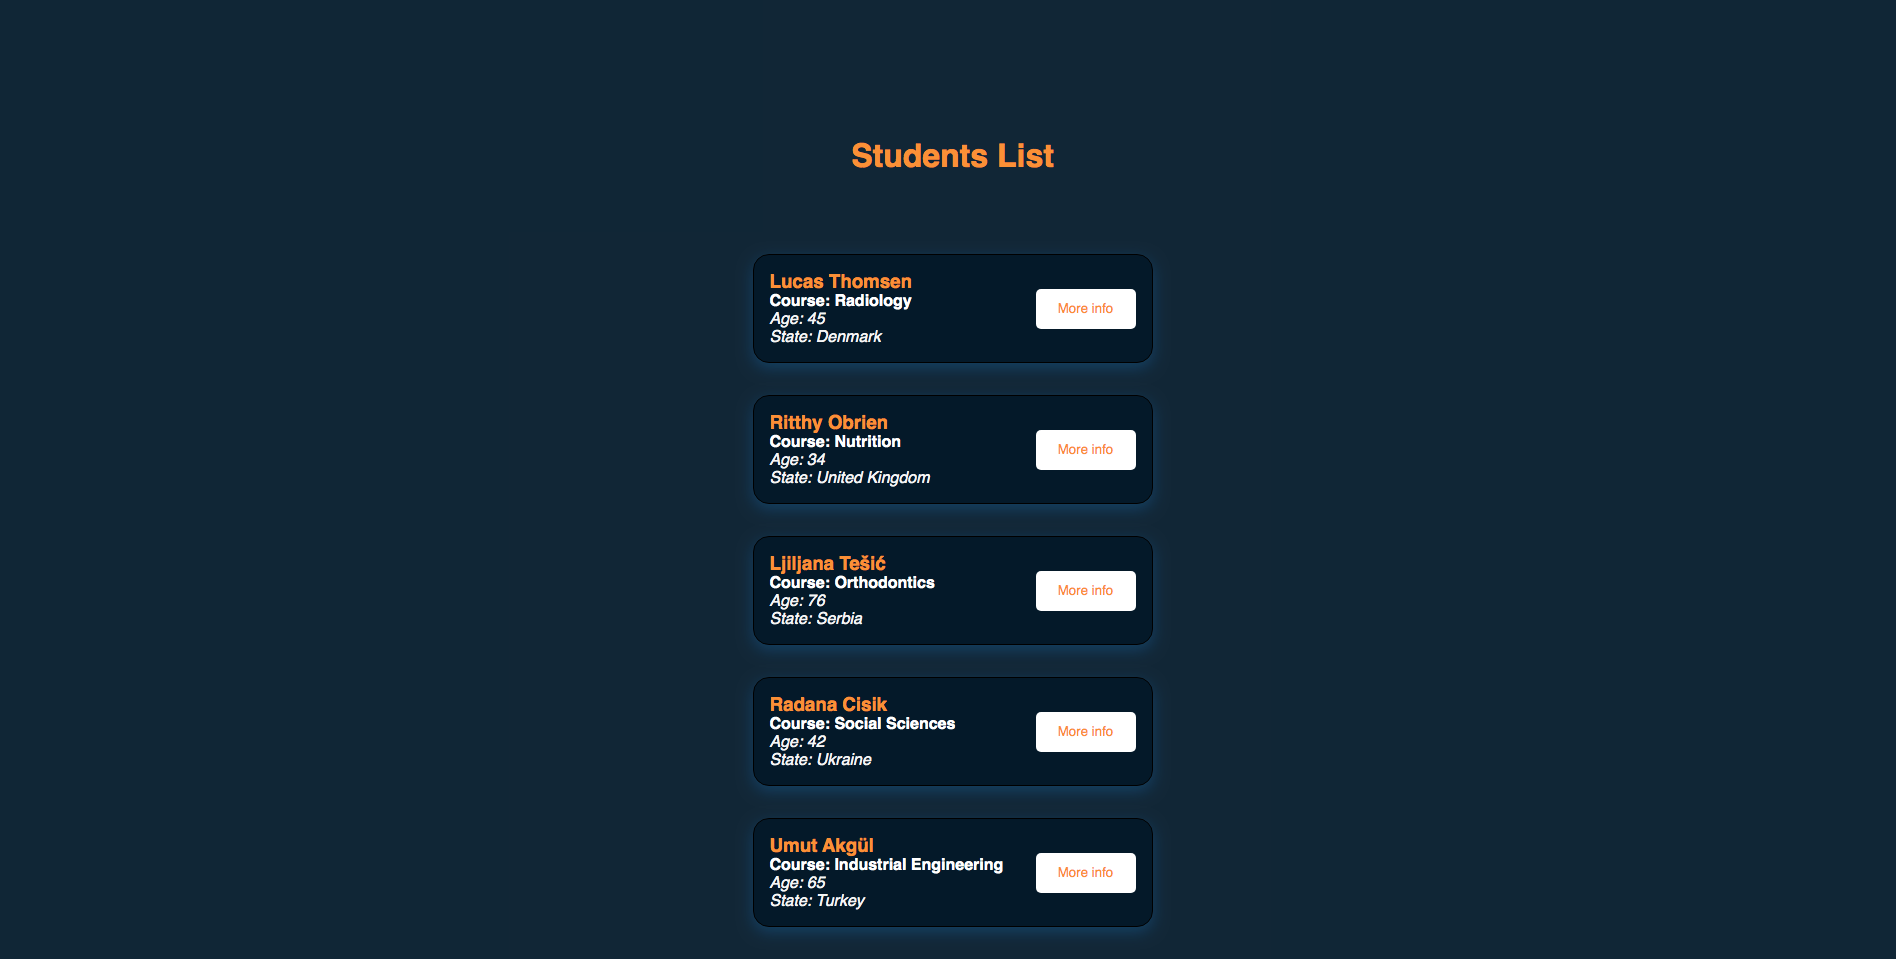 Students List
Lucas Thomsen
Course: Radiology
Age: 45
State: Denmark
More info
Ritthy Obrien
Course: Nutrition
Age: 34
State: United Kingdom
More info
Ljiljana Tešić
Course: Orthodontics
Age: 76
State: Serbia
More info
Radana Cisik
Course: Social Sciences
Age: 42
State: Ukraine
More info
Umut Akgül
Course: Industrial Engineering
Age: 65
State: Turkey
More info